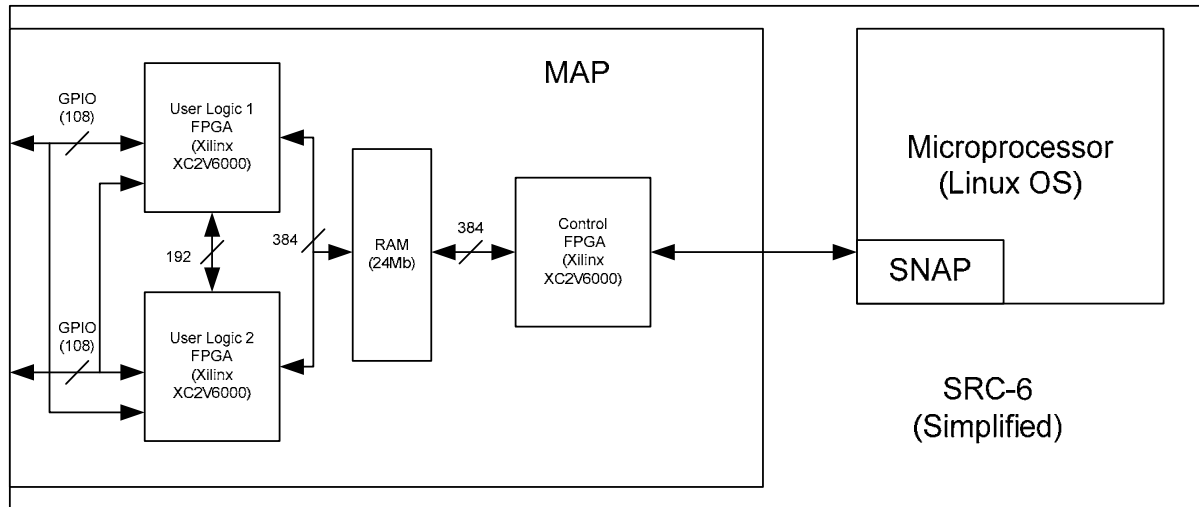 MAP
GPIO
(108)
User Logic 1
FPGA
(Xilinx
XC2V6000)
192
384
RAM
(24Mb)
384
Control
FPGA
(Xilinx
XC2V6000)
GPIO
(108)
User Logic 2
FPGA
(Xilinx
XC2V6000)
Microprocessor
(Linux OS)
SNAP
SRC-6
(Simplified)